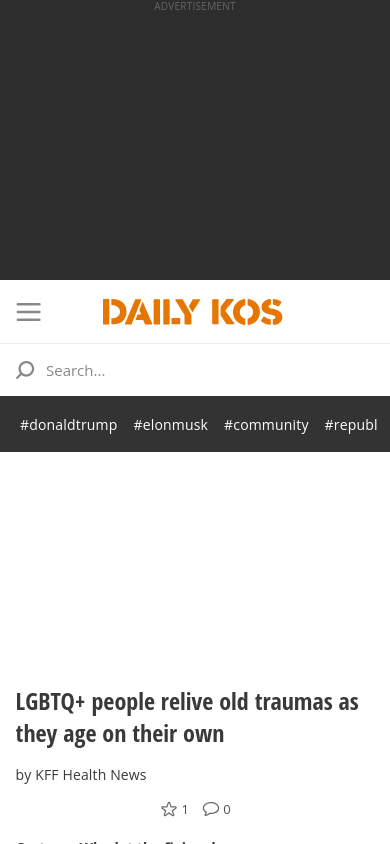 ADVERTISEMENT
DAILY KOS
Search...
#donaldtrump #elonmusk #community #republ
LGBTQ+ people relive old traumas as
they age on their own
by KFF Health News
1 0